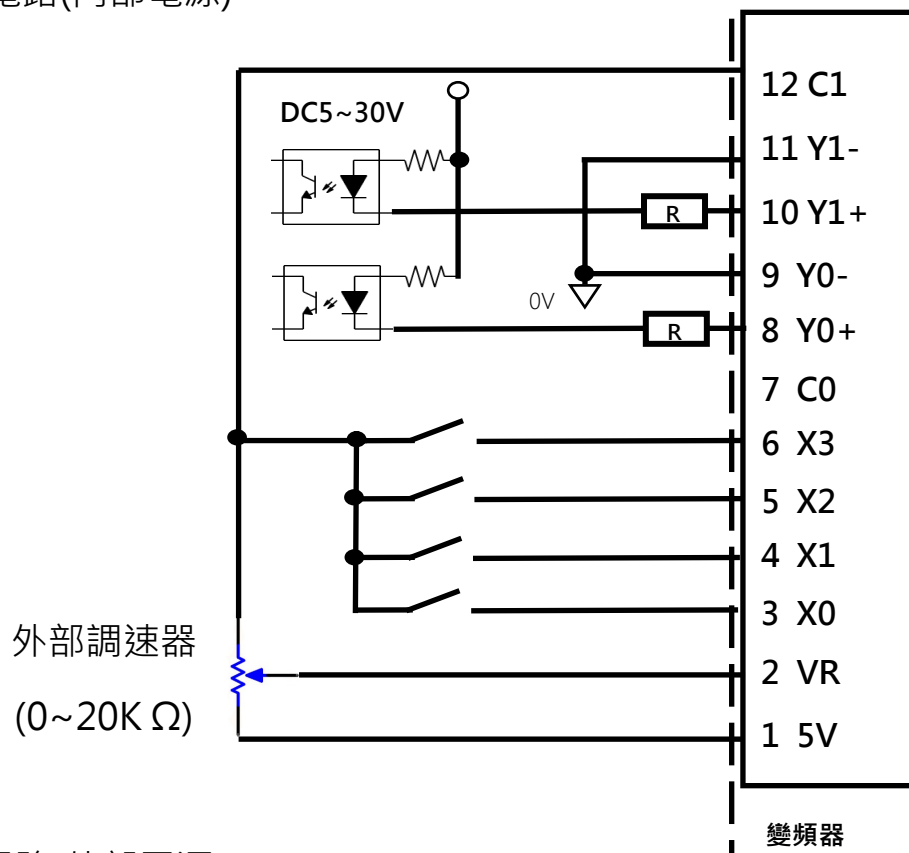 電路(內部電源)
12 C1
DC5~30V
11 Y1-
R
10 Y1+
9 Y0-
0V
R
8 Y0+
7 C0
6 X3
5 X2
4 X1
3 X0
外部調速器
2 VR
(0~20K Ω)
1 5V
變頻器